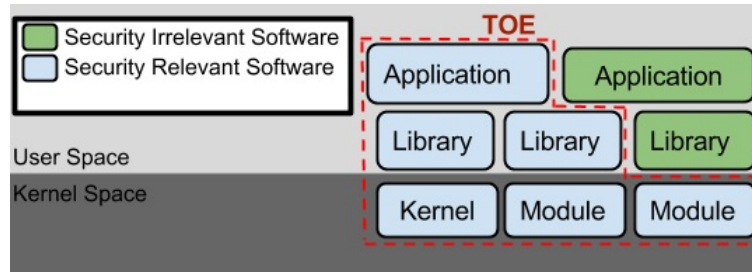 Security Irrelevant Software
Security Relevant Software
TOE
Application
Application
Library
Library
Library
User Space
Kernel Space
Kernel
Module
Module